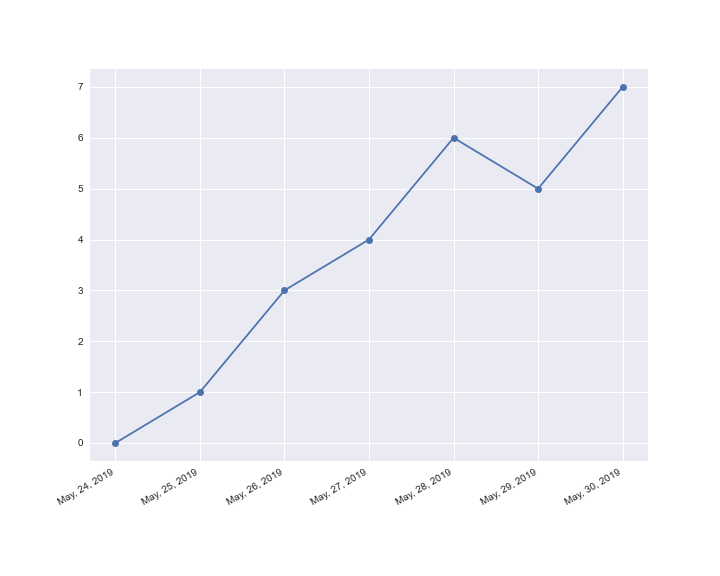 7
6
5
4
3
2
1
0
May, 24, 2019
May, 25, 2019
May, 26, 2019
May, 27, 2019
May, 28, 2019
May, 29, 2019
May, 30, 2019